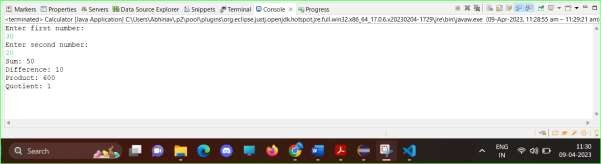 Markers Properties Servers Data Source Explorer Snippets Terminal Console Progress
<terminated> Calculator [Java Application] C:\Users\Abhinav\.p2\pool\plugins\org.eclipse.justj.openjdk.hotspot.jre.full.win32.x86_64_17.0.6.v20230204-1729\jre\bin\javaw.exe (09-Apr-2023, 11:28:55 am – 11:29:21 am)
Enter first number:
30
Enter second number:
20
Sum: 50
Difference: 10
Product: 600
Quotient: 1
Search
ENG
IN
11:30
09-04-2023